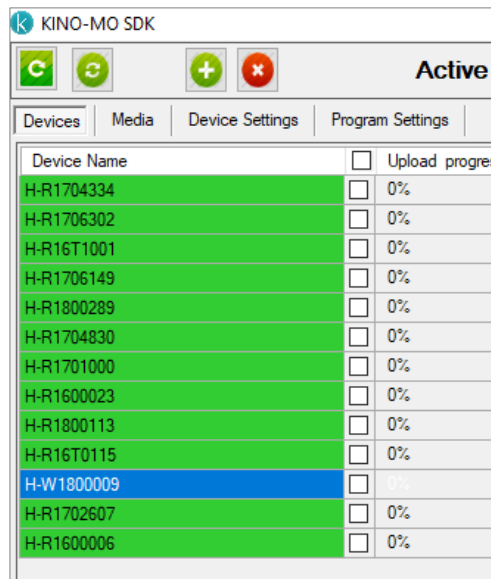 KINO-MO SDK
Active
Devices Media Device Settings Program Settings
Device Name Upload progres
H-R1704334 0%
H-R1706302 0%
H-R16T1001 0%
H-R1706149 0%
H-R1800289 0%
H-R1704830 0%
H-R1701000 0%
H-R1600023 0%
H-R1800113 0%
H-R16T0115 0%
H-W1800009 0%
H-R1702607 0%
H-R1600006 0%